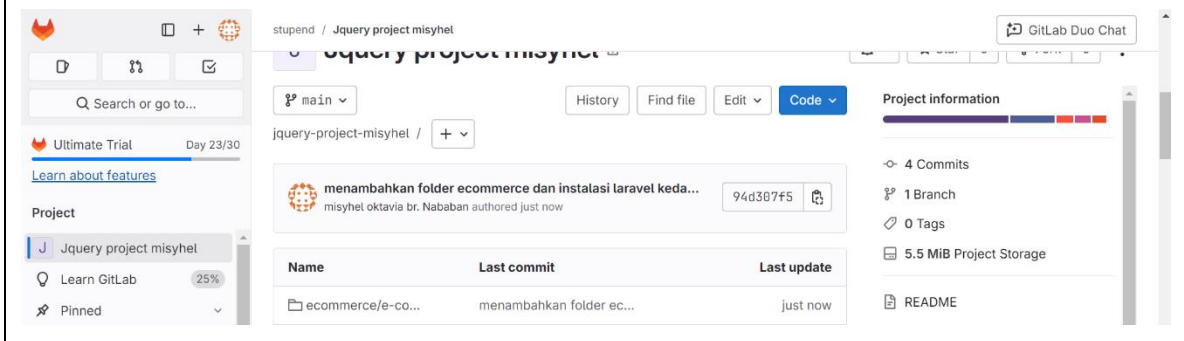 stupend / Jquery project misyhel
GitLab Duo Chat
J Jquery project misyhel
Search or go to...
Ultimate Trial Day 23/30
Learn about features
Project
J Jquery project misyhel
Learn GitLab 25%
Pinned
main
History Find file Edit Code
jquery-project-misyhel / +
menambahkan folder ecommerce dan instalasi laravel keda...
misyhel oktavia br. Nababan authored just now
94d307f5
Name Last commit Last update
ecommerce/e-co... menambahkan folder ec... just now
Project information
4 Commits
1 Branch
0 Tags
5.5 MiB Project Storage
README